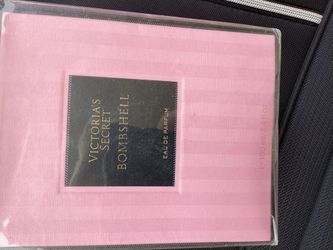 VICTORIA'S
SECRET
BOMBSHELL
EAU DE PARFUM